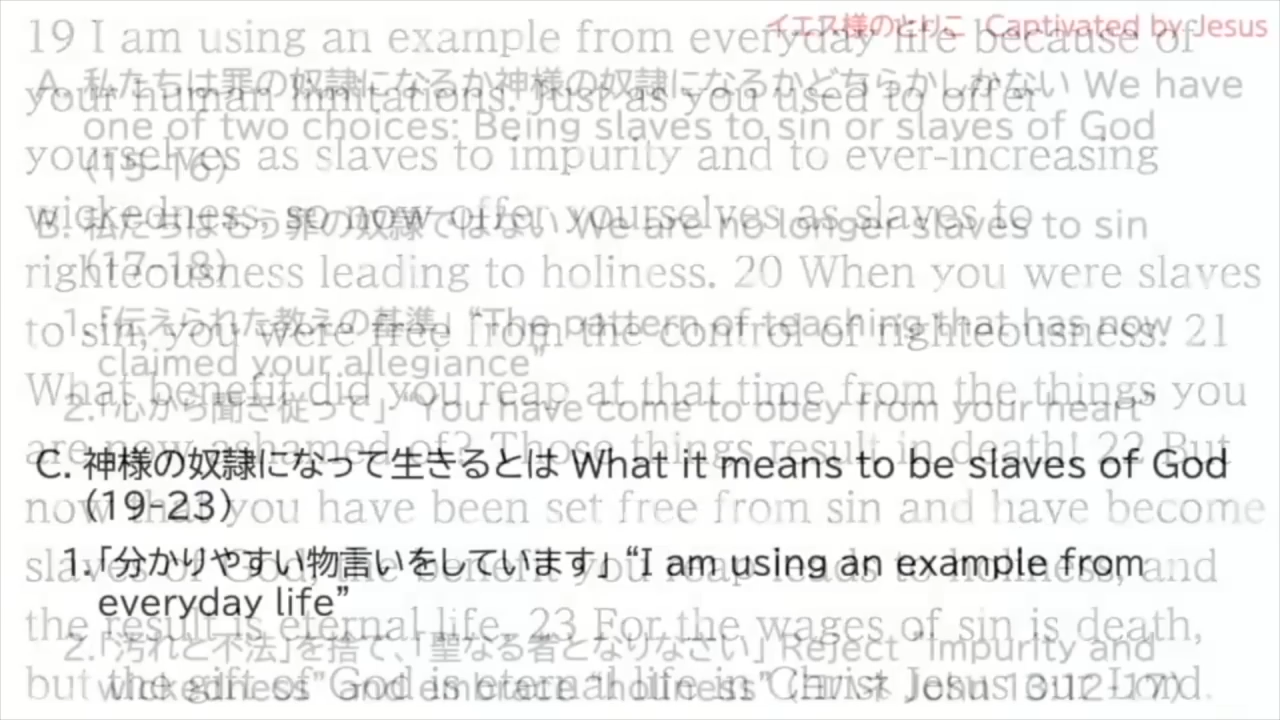 イエス様のとりこ Captivated by Jesus
19 I am using an example from everyday life because of
your human limitations. Just as you used to offer
yourselves as slaves to impurity and to ever-increasing
wickedness, so now offer yourselves as slaves to
righteousness leading to holiness. 20 When you were slaves
to sin, you were free from the control of righteousness. 21
What benefit did you reap at that time from the things you
are now ashamed of? Those things result in death! 22 But
now that you have been set free from sin and have become
slaves of God, the benefit you reap leads to holiness, and
the result is eternal life. 23 For the wages of sin is death,
but the gift of God is eternal life in Christ Jesus our Lord.
A. 私たちは罪の奴隷になるか神様の奴隷になるかどちらかしかない We have
one of two choices: Being slaves to sin or slaves of God
(15-16)
B. 私たちはもう罪の奴隷ではない We are no longer slaves to sin
(17-18)
1.「伝えられた教えの基準」 “The pattern of teaching that has now
claimed your allegiance”
2.「心から聞き従って」 “You have come to obey from your heart”
C. 神様の奴隷になって生きるとは What it means to be slaves of God
(19-23)
1.「分かりやすい物言いをしています」 “I am using an example from
everyday life”
2.「汚れと不法」を捨て、「聖なる者となりなさい」 Reject “Impurity and
wickedness” and embrace “holiness” (ヨハネ John 13:12-17)